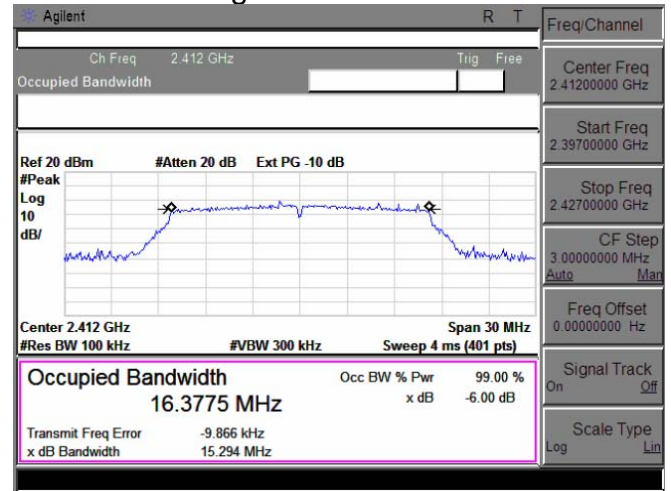 Agilent R T
Freq/Channel
Ch Freq 2.412 GHz Trig Free
Occupied Bandwidth
Center Freq
2.41200000 GHz
Start Freq
2.39700000 GHz
Ref 20 dBm #Atten 20 dB Ext PG -10 dB
#Peak
Log
10
dB/
Stop Freq
2.42700000 GHz
CF Step
3.00000000 MHz
Auto Man
Center 2.412 GHz Span 30 MHz
#Res BW 100 kHz #VBW 300 kHz Sweep 4 ms (401 pts)
Freq Offset
0.00000000 Hz
Occupied Bandwidth Occ BW % Pwr 99.00 %
16.3775 MHz x dB -6.00 dB
Transmit Freq Error -9.866 kHz
x dB Bandwidth 15.294 MHz
Signal Track
On Off
Scale Type
Log Lin